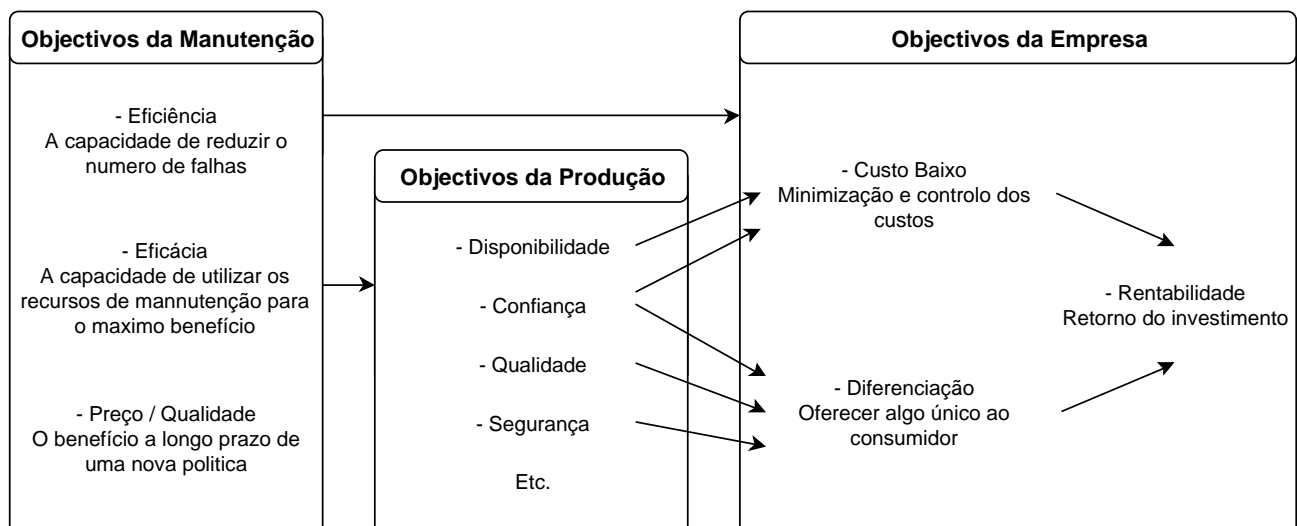 Objectivos da Manutenção
- Eficiência
A capacidade de reduzir o
numero de falhas
- Eficácia
A capacidade de utilizar os
recursos de mannutenção para
o maximo benefício
- Preço / Qualidade
O benefício a longo prazo de
uma nova politica
Objectivos da Produção
- Disponibilidade
- Confiança
- Qualidade
- Segurança
Etc.
Objectivos da Empresa
- Custo Baixo
Minimização e controlo dos
custos
- Diferenciação
Oferecer algo único ao
consumidor
- Rentabilidade
Retorno do investimento